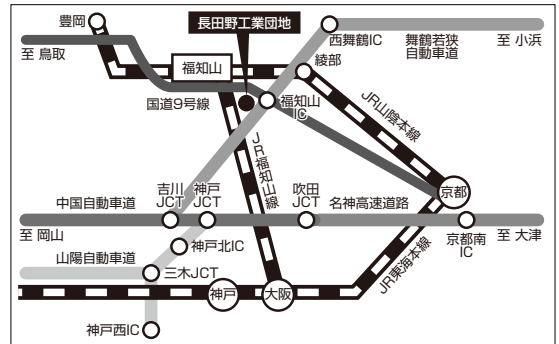 豊岡
長田野工業団地
西舞鶴IC
舞鶴若狭
自動車道
至 小浜
至 鳥取
福知山
綾部
国道9号線
福知山
IC
JR山陰本線
JR福知山線
京都
吉川
JCT
神戸
JCT
吹田
JCT
中国自動車道
名神高速道路
至 岡山
神戸北IC
京都南
IC
至 大津
山陽自動車道
三木JCT
JR東海本線
神戸
大阪
神戸西IC